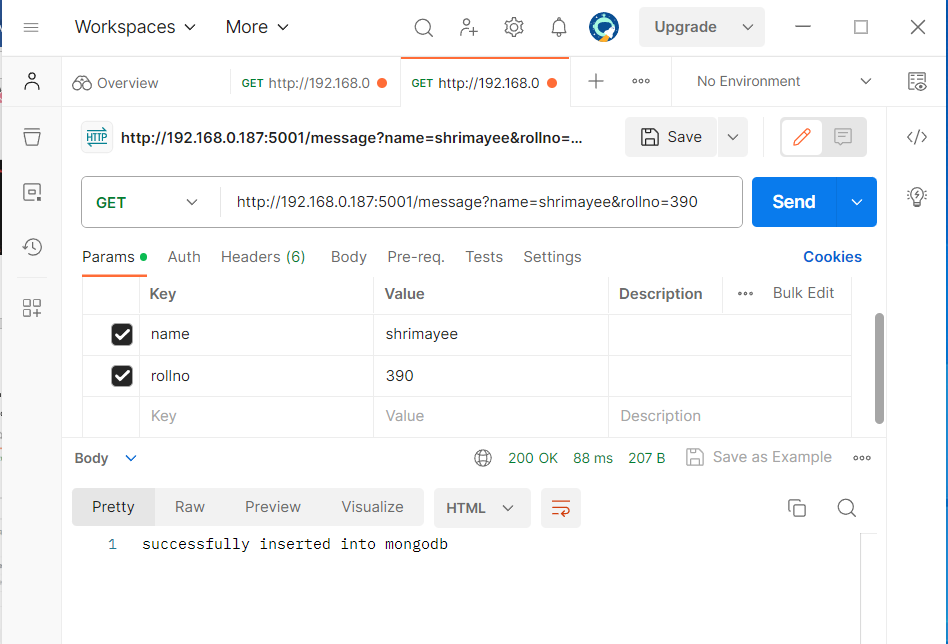 Workspaces More Upgrade
Overview GET http://192.168.0 GET http://192.168.0 No Environment
HTTP http://192.168.0.187:5001/message?name=shrimayee&rollno=... Save
GET http://192.168.0.187:5001/message?name=shrimayee&rollno=390 Send
Params Auth Headers (6) Body Pre-req. Tests Settings Cookies
Key Value Description Bulk Edit
name shrimayee
rollno 390
Key Value Description
Body 200 OK 88 ms 207 B Save as Example
Pretty Raw Preview Visualize HTML
1 successfully inserted into mongodb